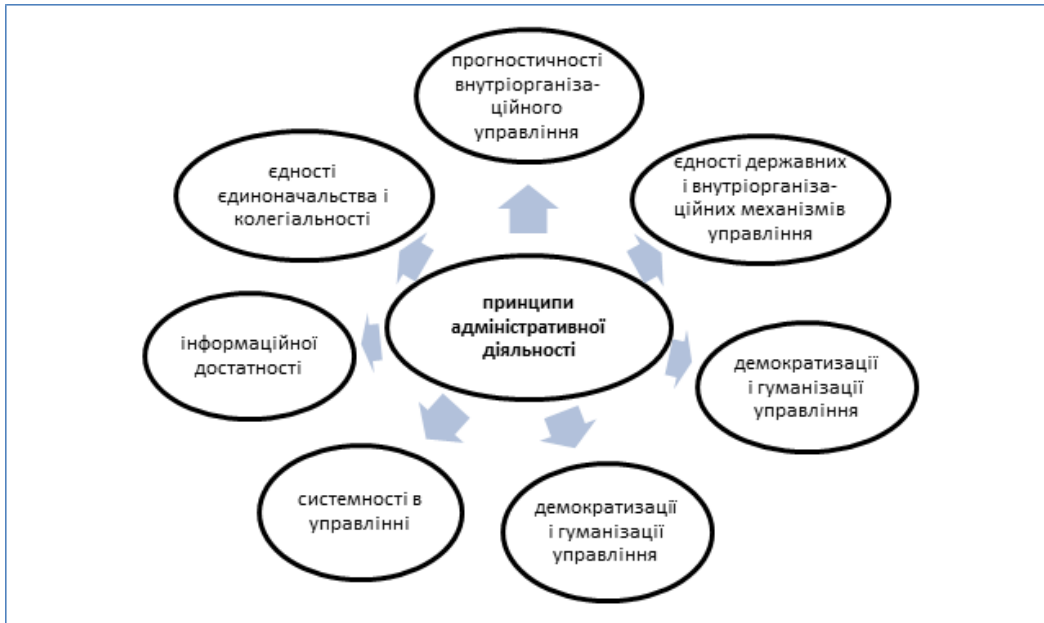 прогностичності
внутріорганіза-
ційного
управління
єдності державних
і внутріорганіза-
ційних механізмів
управління
єдності
єдиноначальства і
колегіальності
принципи
адміністративної
діяльності
інформаційної
достатності
демократизації
і гуманізації
управління
системності в
управлінні
демократизації
і гуманізації
управління